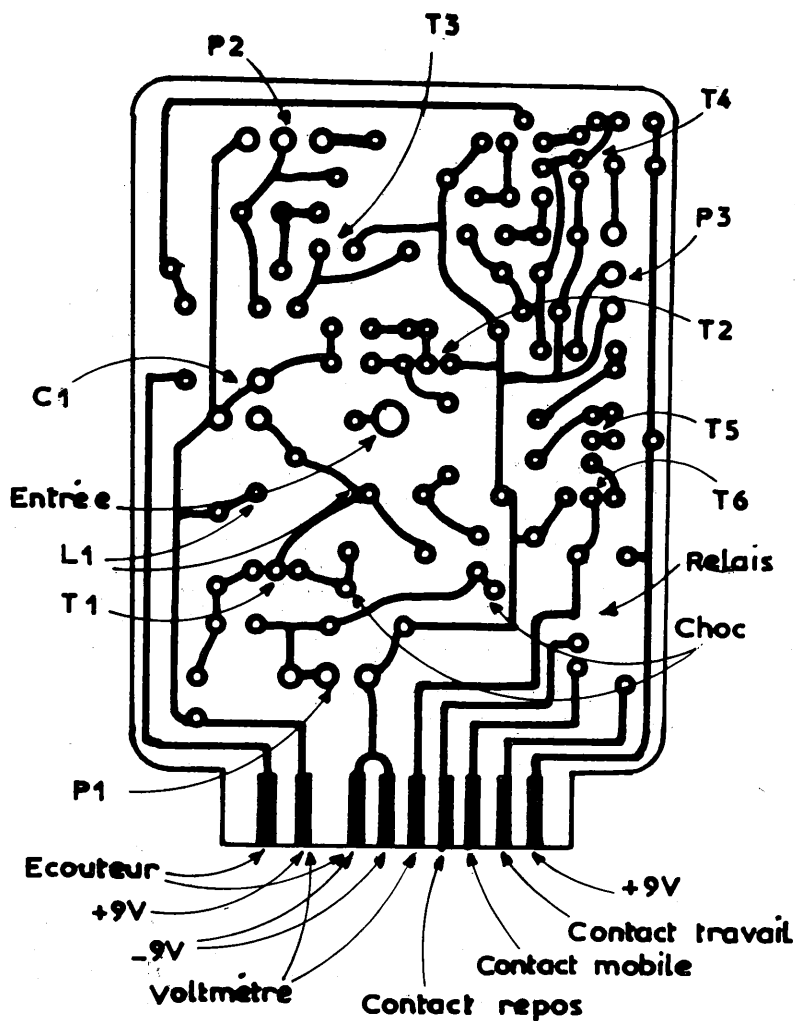 T3
P2
T4
P3
T2
C1
T5
Entrée
T6
L1
Relais
T1
Choc
P1
Ecouteur
+9V
+9V
Contact travail
-9V
Contact mobile
Voltmétre
Contact repos